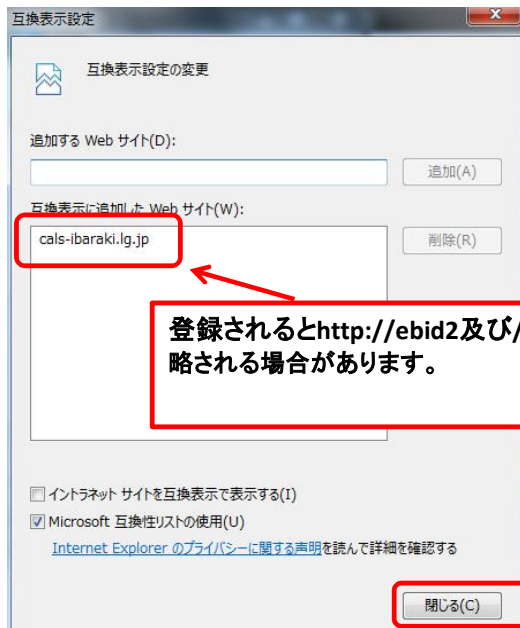 互換表示設定
x
互換表示設定の変更
追加する Web サイト(D):
追加(A)
互換表示に追加した Web サイト(W):
cals-ibaraki.lg.jp
削除(R)
登録されるとhttp://ebid2及び/
略される場合があります。
イントラネット サイトを互換表示で表示する(I)
Microsoft 互換性リストの使用(U)
Internet Explorer のプライバシーに関する声明を読んで詳細を確認する
閉じる(C)